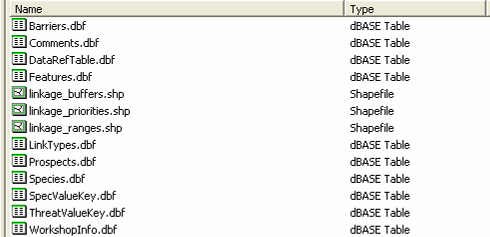 Name Type
Barriers.dbf dBASE Table
Comments.dbf dBASE Table
DataRefTable.dbf dBASE Table
Features.dbf dBASE Table
linkage_buffers.shp Shapefile
linkage_priorities.shp Shapefile
linkage_ranges.shp Shapefile
LinkTypes.dbf dBASE Table
Prospects.dbf dBASE Table
Species.dbf dBASE Table
SpecValueKey.dbf dBASE Table
ThreatValueKey.dbf dBASE Table
WorkshopInfo.dbf dBASE Table